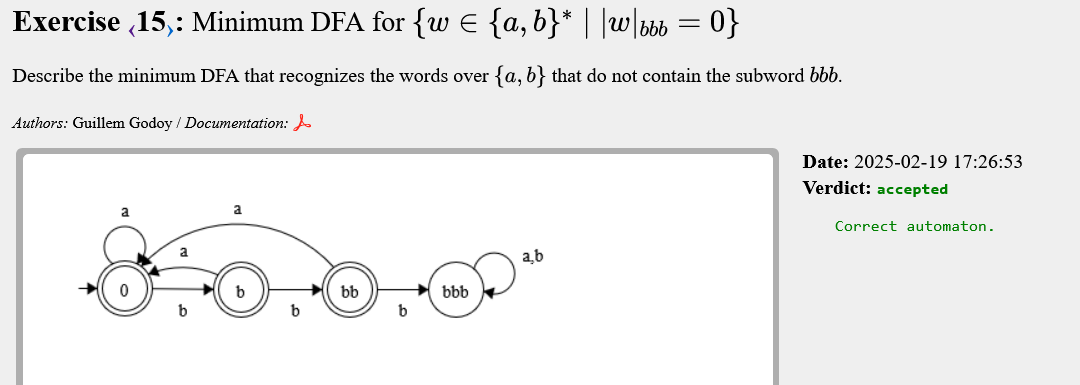 Exercise ‹15›: Minimum DFA for {w ∈ {a, b}* | |w|bbb = 0}
Describe the minimum DFA that recognizes the words over {a, b} that do not contain the subword bbb.
Authors: Guillem Godoy / Documentation:
Date: 2025-02-19 17:26:53
Verdict: accepted
Correct automaton.
a
a
a
a,b
0
b
bb
bbb
b
b
b